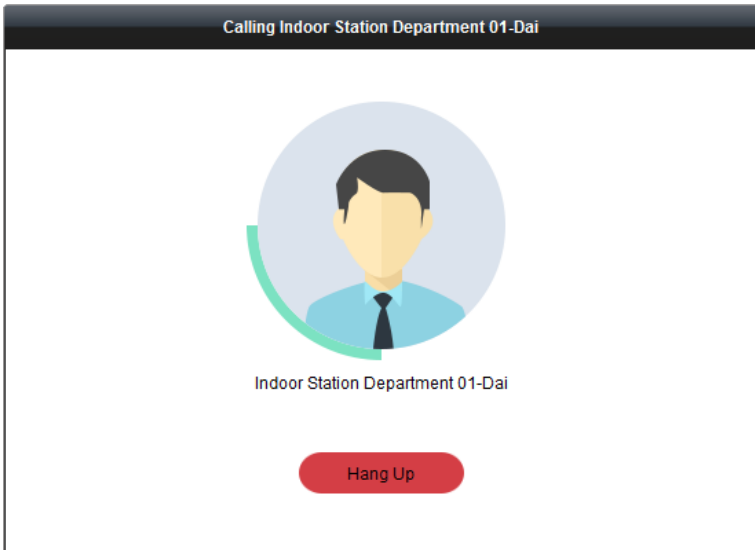 Calling Indoor Station Department 01-Dai
Indoor Station Department 01-Dai
Hang Up